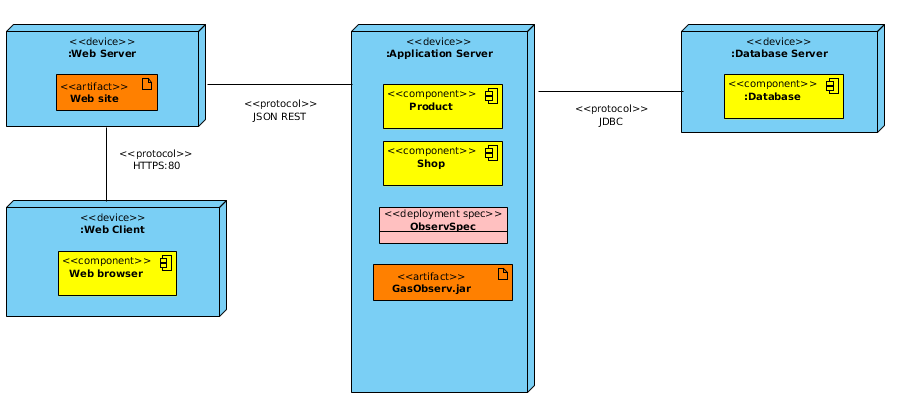 <<device>>
:Web Server
<<artifact>>
Web site
<<protocol>>
JSON REST
<<device>>
:Application Server
<<component>>
Product
<<component>>
Shop
<<deployment spec>>
ObservSpec
<<artifact>>
GasObserv.jar
<<protocol>>
JDBC
<<device>>
:Database Server
<<component>>
:Database
<<protocol>>
HTTPS:80
<<device>>
:Web Client
<<component>>
Web browser